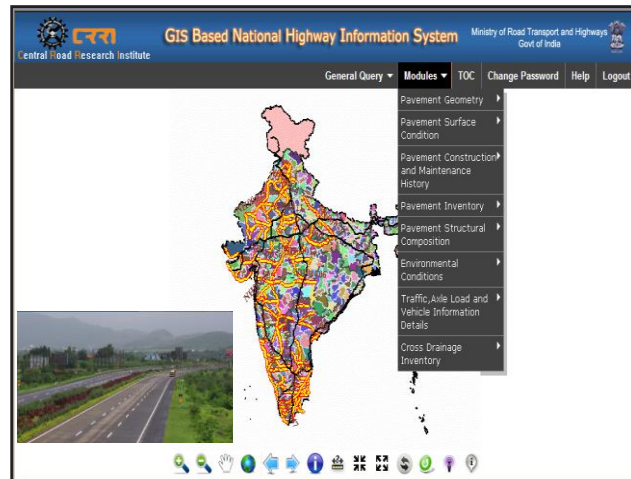 CRRI
Central Road Research Institute
GIS Based National Highway Information System
Ministry of Road Transport and Highways
Govt of India
General Query Modules TOC Change Password Help Logout
Pavement Geometry
Pavement Surface
Condition
Pavement Construction
and Maintenance
History
Pavement Inventory
Pavement Structural
Composition
Environmental
Conditions
Traffic,Axle Load and
Vehicle Information
Details
Cross Drainage
Inventory